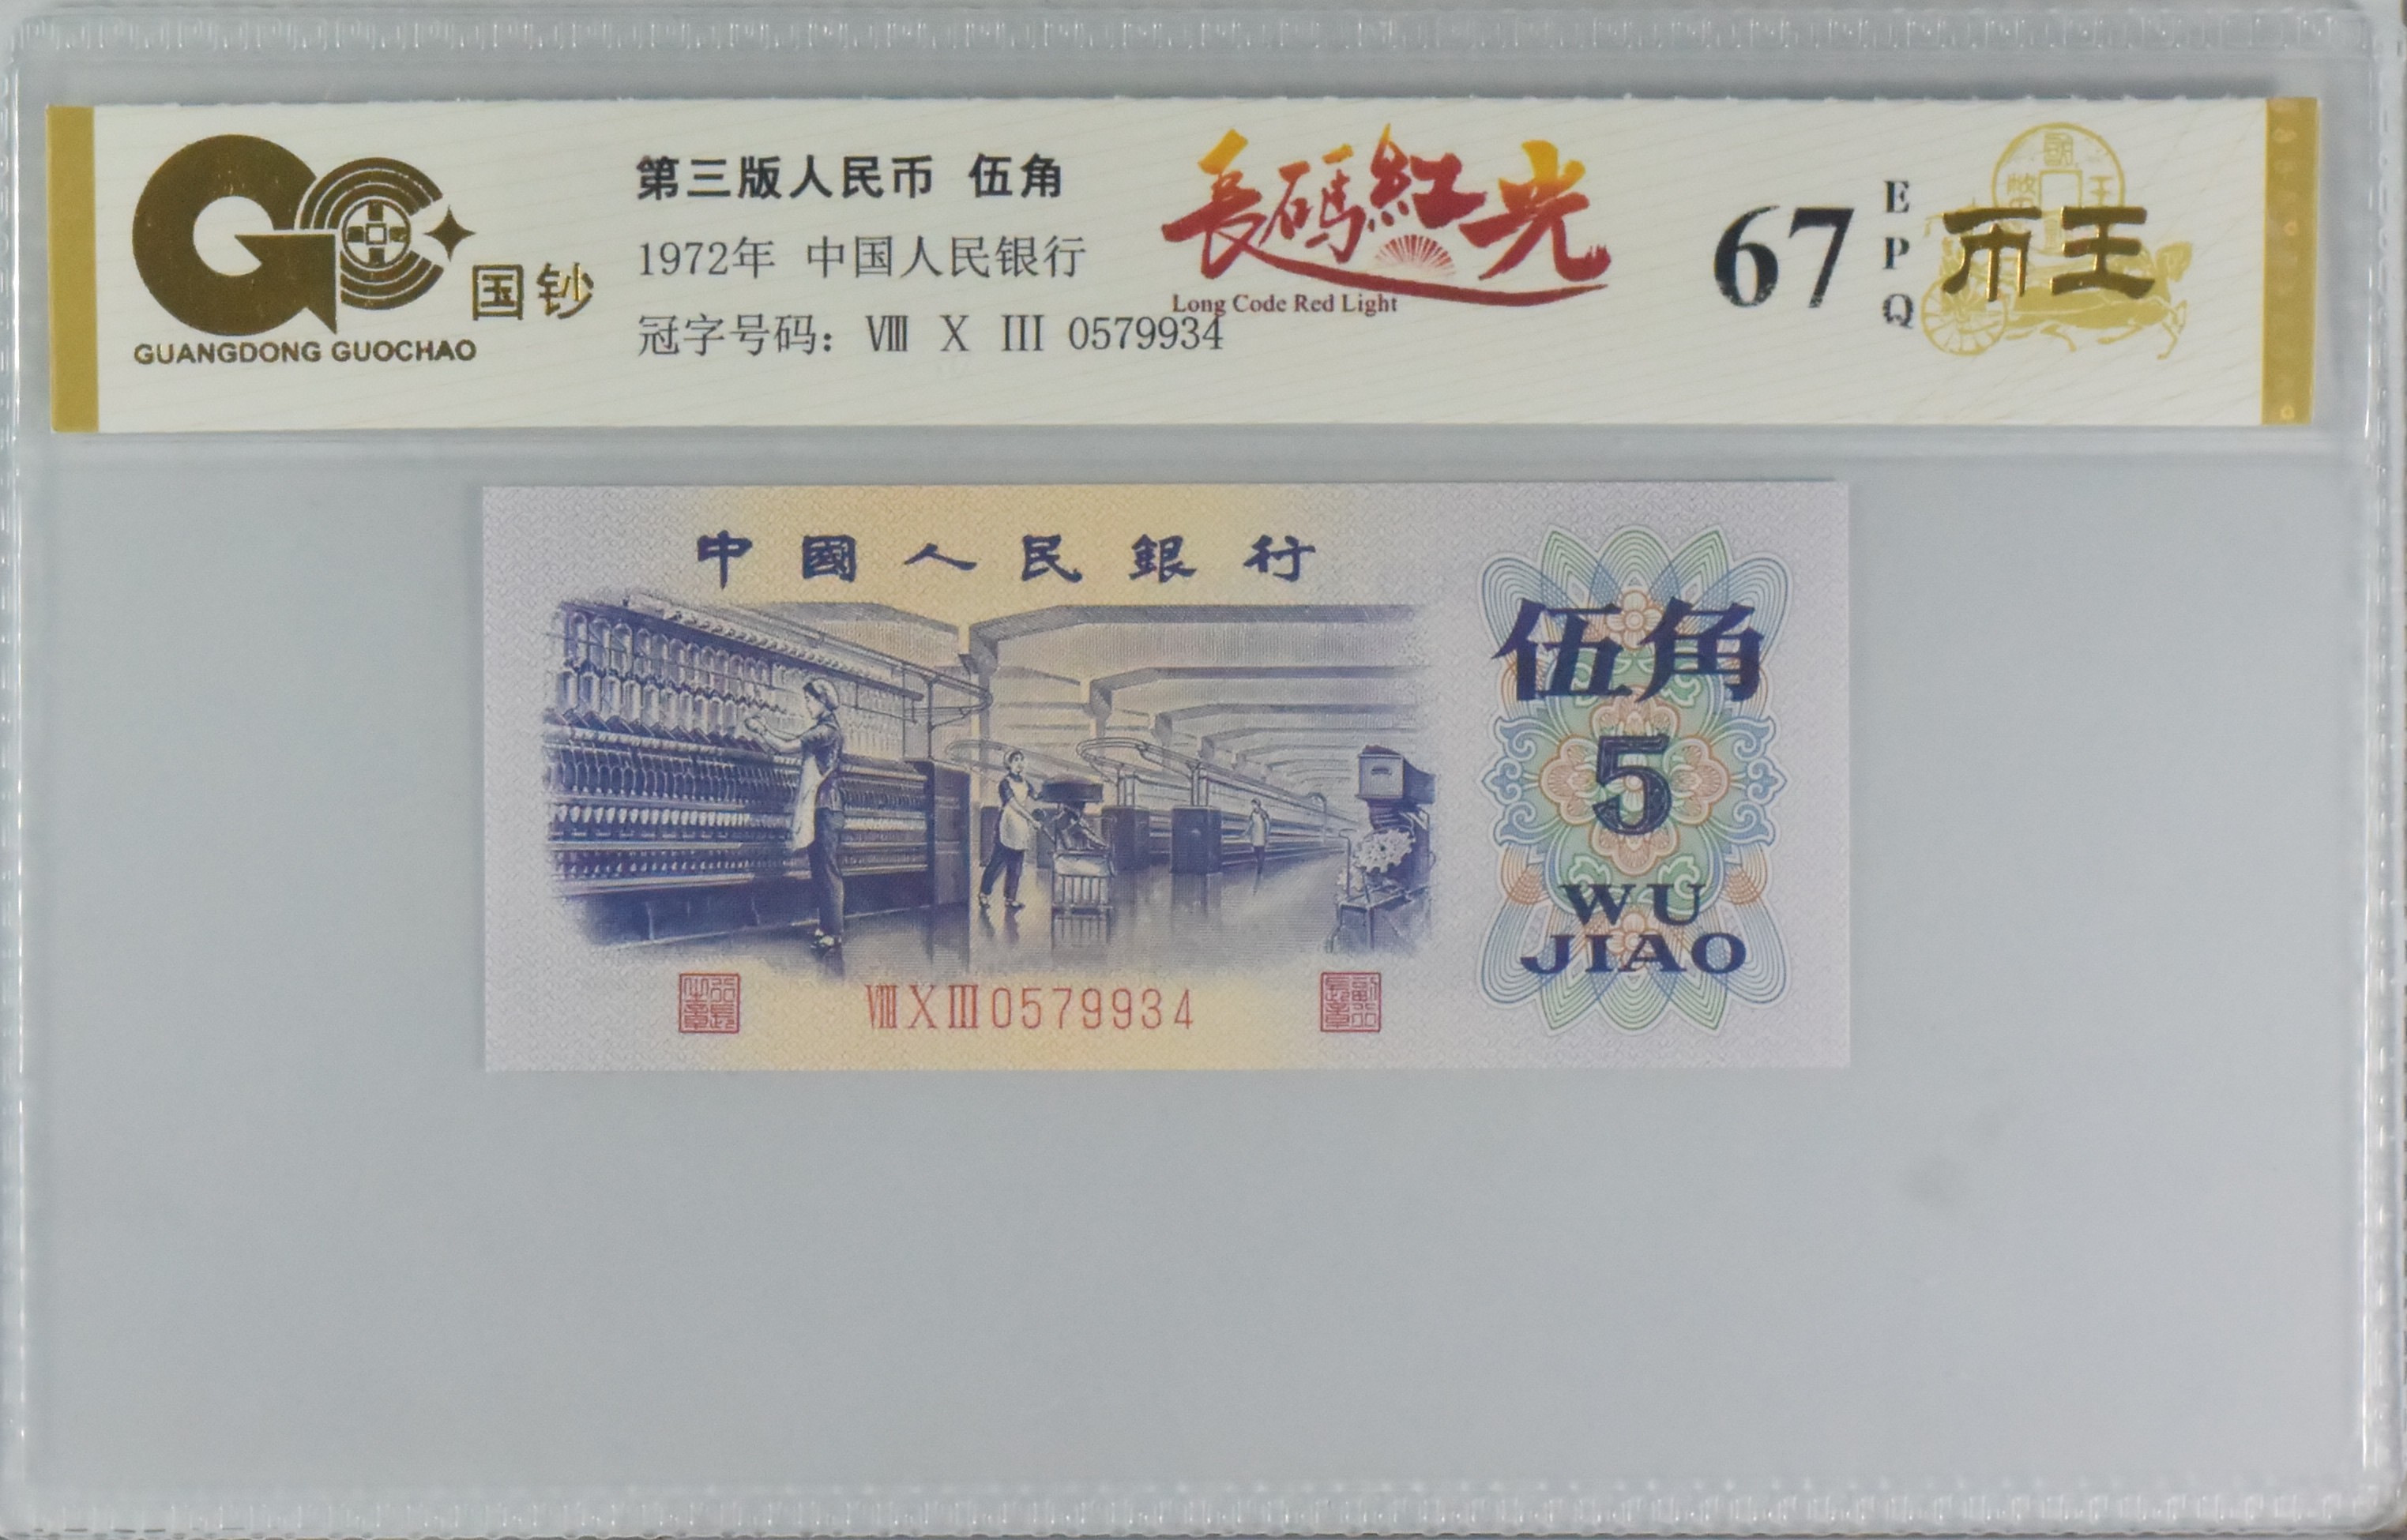 国钞
GUANGDONG GUOCHAO
第三版人民币 伍角
1972年 中国人民银行
冠字号码：Ⅷ X III 0579934
長碼紅光
Long Code Red Light
67
EPQ
币王
中國人民銀行
伍角
5
WU
JIAO
ⅧXⅢ0579934